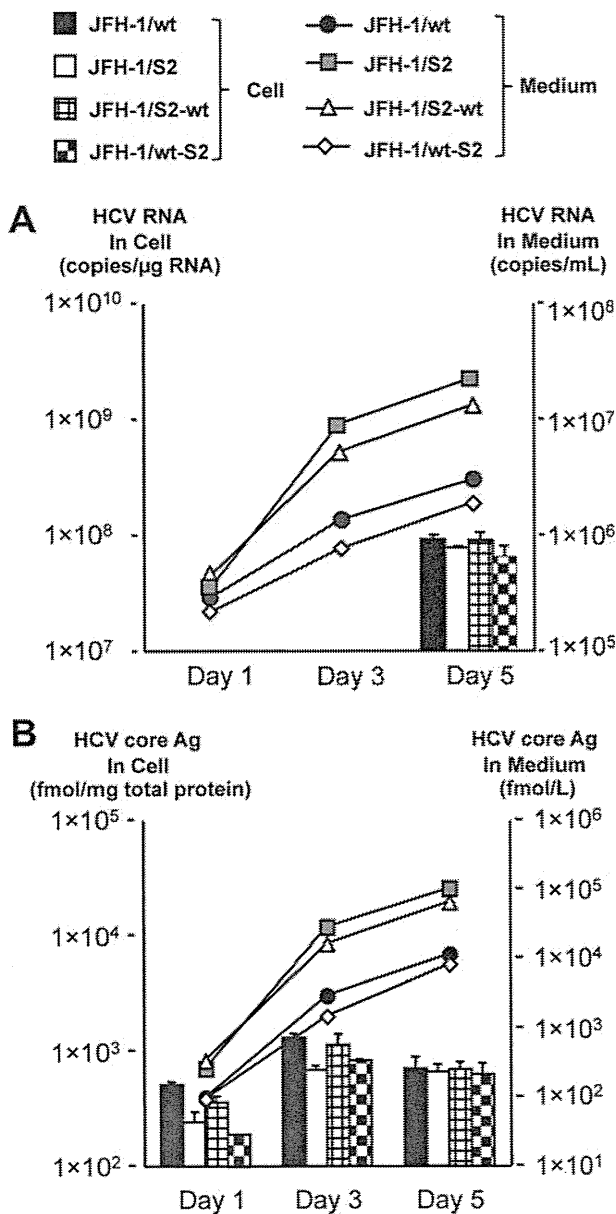 JFH-1/wt
JFH-1/S2
JFH-1/S2-wt
JFH-1/wt-S2
Cell
JFH-1/wt
JFH-1/S2
JFH-1/S2-wt
JFH-1/wt-S2
Medium
A
HCV RNA
In Cell
(copies/µg RNA)
HCV RNA
In Medium
(copies/mL)
1×10¹⁰
1×10⁹
1×10⁸
1×10⁷
1×10⁸
1×10⁷
1×10⁶
1×10⁵
Day 1 Day 3 Day 5
B
HCV core Ag
In Cell
(fmol/mg total protein)
HCV core Ag
In Medium
(fmol/L)
1×10⁵
1×10⁴
1×10³
1×10²
1×10⁶
1×10⁵
1×10⁴
1×10³
1×10²
1×10¹
Day 1 Day 3 Day 5